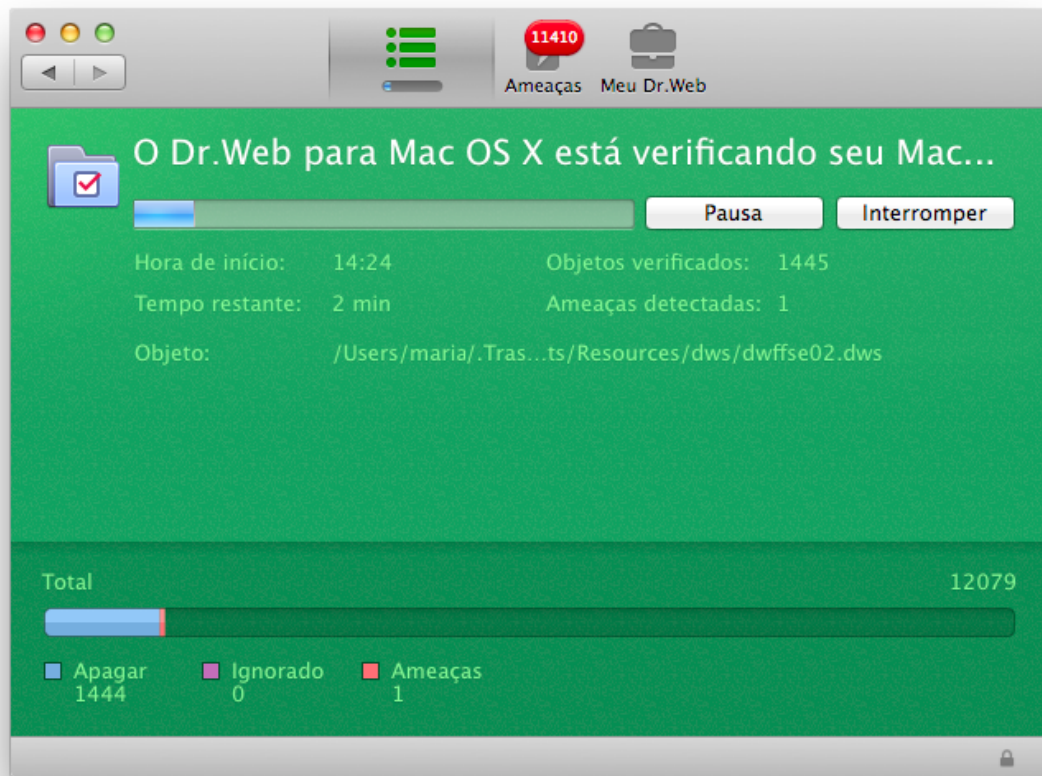 11410
Ameaças Meu Dr.Web
O Dr.Web para Mac OS X está verificando seu Mac...
Pausa Interromper
Hora de início: 14:24 Objetos verificados: 1445
Tempo restante: 2 min Ameaças detectadas: 1
Objeto: /Users/maria/.Tras...ts/Resources/dws/dwffse02.dws
Total 12079
Apagar Ignorado Ameaças
1444 0 1